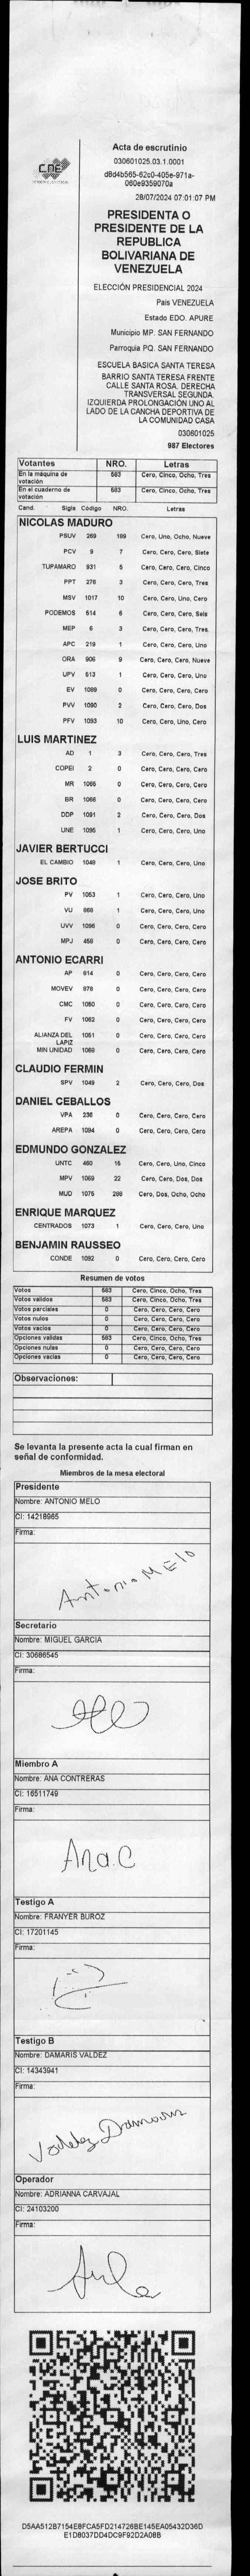 CNE
Acta de escrutinio
030601025.03.1.0001
d8d4b565-62c0-405e-971a-
060e9359070a
28/07/2024 07:01:07 PM
PRESIDENTA O
PRESIDENTE DE LA
REPUBLICA
BOLIVARIANA DE
VENEZUELA
ELECCIÓN PRESIDENCIAL 2024
Pais VENEZUELA
Estado EDO. APURE
Municipio MP. SAN FERNANDO
Parroquia PQ. SAN FERNANDO
ESCUELA BASICA SANTA TERESA
BARRIO SANTA TERESA FRENTE
CALLE SANTA ROSA. DERECHA
TRANSVERSAL SEGUNDA.
IZQUIERDA PROLONGACIÓN UNO AL
LADO DE LA CANCHA DEPORTIVA DE
LA COMUNIDAD CASA
030601025
987 Electores
Votantes NRO. Letras
En la máquina de votación 583 Cero, Cinco, Ocho, Tres
En el cuaderno de votación 583 Cero, Cinco, Ocho, Tres
Cand. Sigla Código NRO. Letras
NICOLAS MADURO
PSUV 269 189 Cero, Uno, Ocho, Nueve
PCV 9 7 Cero, Cero, Cero, Siete
TUPAMARO 931 5 Cero, Cero, Cero, Cinco
PPT 276 3 Cero, Cero, Cero, Tres
MSV 1017 10 Cero, Cero, Uno, Cero
PODEMOS 514 6 Cero, Cero, Cero, Seis
MEP 6 3 Cero, Cero, Cero, Tres
APC 219 1 Cero, Cero, Cero, Uno
ORA 906 9 Cero, Cero, Cero, Nueve
UPV 613 1 Cero, Cero, Cero, Uno
EV 1089 0 Cero, Cero, Cero, Cero
PVV 1090 2 Cero, Cero, Cero, Dos
PFV 1093 10 Cero, Cero, Uno, Cero
LUIS MARTINEZ
AD 1 3 Cero, Cero, Cero, Tres
COPEI 2 0 Cero, Cero, Cero, Cero
MR 1065 0 Cero, Cero, Cero, Cero
BR 1066 0 Cero, Cero, Cero, Cero
DDP 1091 2 Cero, Cero, Cero, Dos
UNE 1095 1 Cero, Cero, Cero, Uno
JAVIER BERTUCCI
EL CAMBIO 1048 1 Cero, Cero, Cero, Uno
JOSE BRITO
PV 1053 1 Cero, Cero, Cero, Uno
VU 868 1 Cero, Cero, Cero, Uno
UVV 1096 0 Cero, Cero, Cero, Cero
MPJ 458 0 Cero, Cero, Cero, Cero
ANTONIO ECARRI
AP 614 0 Cero, Cero, Cero, Cero
MOVEV 878 0 Cero, Cero, Cero, Cero
CMC 1050 0 Cero, Cero, Cero, Cero
FV 1062 0 Cero, Cero, Cero, Cero
ALIANZA DEL LAPIZ 1051 0 Cero, Cero, Cero, Cero
MIN UNIDAD 1068 0 Cero, Cero, Cero, Cero
CLAUDIO FERMIN
SPV 1049 2 Cero, Cero, Cero, Dos
DANIEL CEBALLOS
VPA 236 0 Cero, Cero, Cero, Cero
AREPA 1094 0 Cero, Cero, Cero, Cero
EDMUNDO GONZALEZ
UNTC 460 15 Cero, Cero, Uno, Cinco
MPV 1069 22 Cero, Cero, Dos, Dos
MUD 1075 288 Cero, Dos, Ocho, Ocho
ENRIQUE MARQUEZ
CENTRADOS 1073 1 Cero, Cero, Cero, Uno
BENJAMIN RAUSSEO
CONDE 1092 0 Cero, Cero, Cero, Cero
Resumen de votos
Votos 583 Cero, Cinco, Ocho, Tres
Votos validos 583 Cero, Cinco, Ocho, Tres
Votos parciales 0 Cero, Cero, Cero, Cero
Votos nulos 0 Cero, Cero, Cero, Cero
Votos vacios 0 Cero, Cero, Cero, Cero
Opciones validas 583 Cero, Cinco, Ocho, Tres
Opciones nulas 0 Cero, Cero, Cero, Cero
Opciones vacias 0 Cero, Cero, Cero, Cero
Observaciones:
Se levanta la presente acta la cual firman en
señal de conformidad.
Miembros de la mesa electoral
Presidente
Nombre: ANTONIO MELO
CI: 14218965
Firma:
Antonio MElo
Secretario
Nombre: MIGUEL GARCIA
CI: 30686545
Firma:
Miembro A
Nombre: ANA CONTRERAS
CI: 16511749
Firma:
Ana.C
Testigo A
Nombre: FRANYER BUROZ
CI: 17201145
Firma:
Testigo B
Nombre: DAMARIS VALDEZ
CI: 14343941
Firma:
Valdez Damaris
Operador
Nombre: ADRIANNA CARVAJAL
CI: 24103200
Firma:
D5AA512B7154E8FCA5FD214726BE145EA05432D36D
E1D8037DD4DC9F92D2A08B